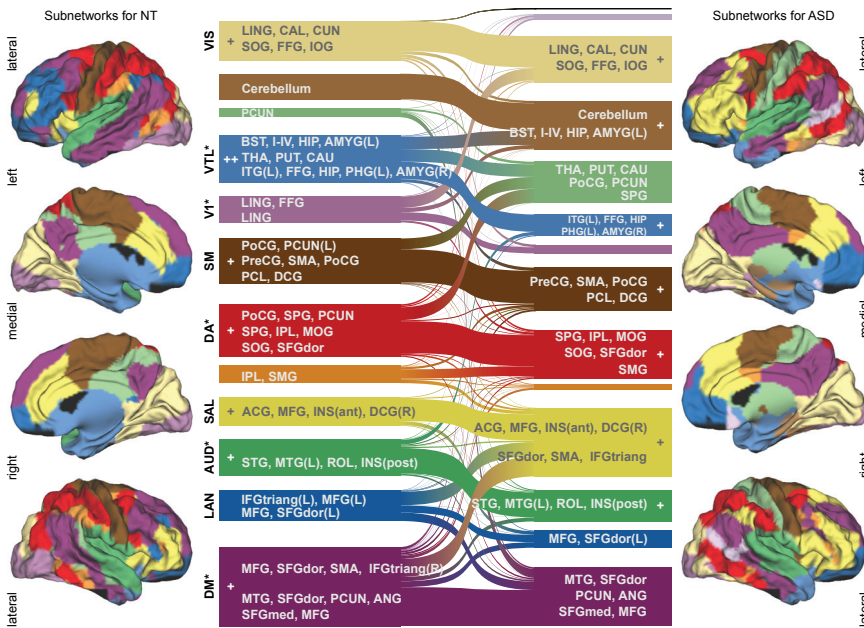 Subnetworks for NT
Subnetworks for ASD
lateral
left
medial
right
lateral
VIS
+ LING, CAL, CUN
SOG, FFG, IOG
Cerebellum
PCUN
VTL*
BST, I-IV, HIP, AMYG(L)
++ THA, PUT, CAU
ITG(L), FFG, HIP, PHG(L), AMYG(R)
V1*
LING, FFG
LING
SM
PoCG, PCUN(L)
+ PreCG, SMA, PoCG
PCL, DCG
DA*
PoCG, SPG, PCUN
+ SPG, IPL, MOG
SOG, SFGdor
IPL, SMG
SAL
+ ACG, MFG, INS(ant), DCG(R)
AUD*
+ STG, MTG(L), ROL, INS(post)
LAN
IFGtriang(L), MFG(L)
MFG, SFGdor(L)
DM*
MFG, SFGdor, SMA, IFGtriang(R)
+
MTG, SFGdor, PCUN, ANG
SFGmed, MFG
LING, CAL, CUN
SOG, FFG, IOG +
Cerebellum
BST, I-IV, HIP, AMYG(L) +
THA, PUT, CAU
PoCG, PCUN
SPG
ITG(L), FFG, HIP
PHG(L), AMYG(R) +
PreCG, SMA, PoCG
PCL, DCG +
SPG, IPL, MOG
SOG, SFGdor +
SMG
ACG, MFG, INS(ant), DCG(R)
+
SFGdor, SMA, IFGtriang
STG, MTG(L), ROL, INS(post) +
MFG, SFGdor(L)
MTG, SFGdor
PCUN, ANG
SFGmed, MFG
lateral
left
medial
right
lateral